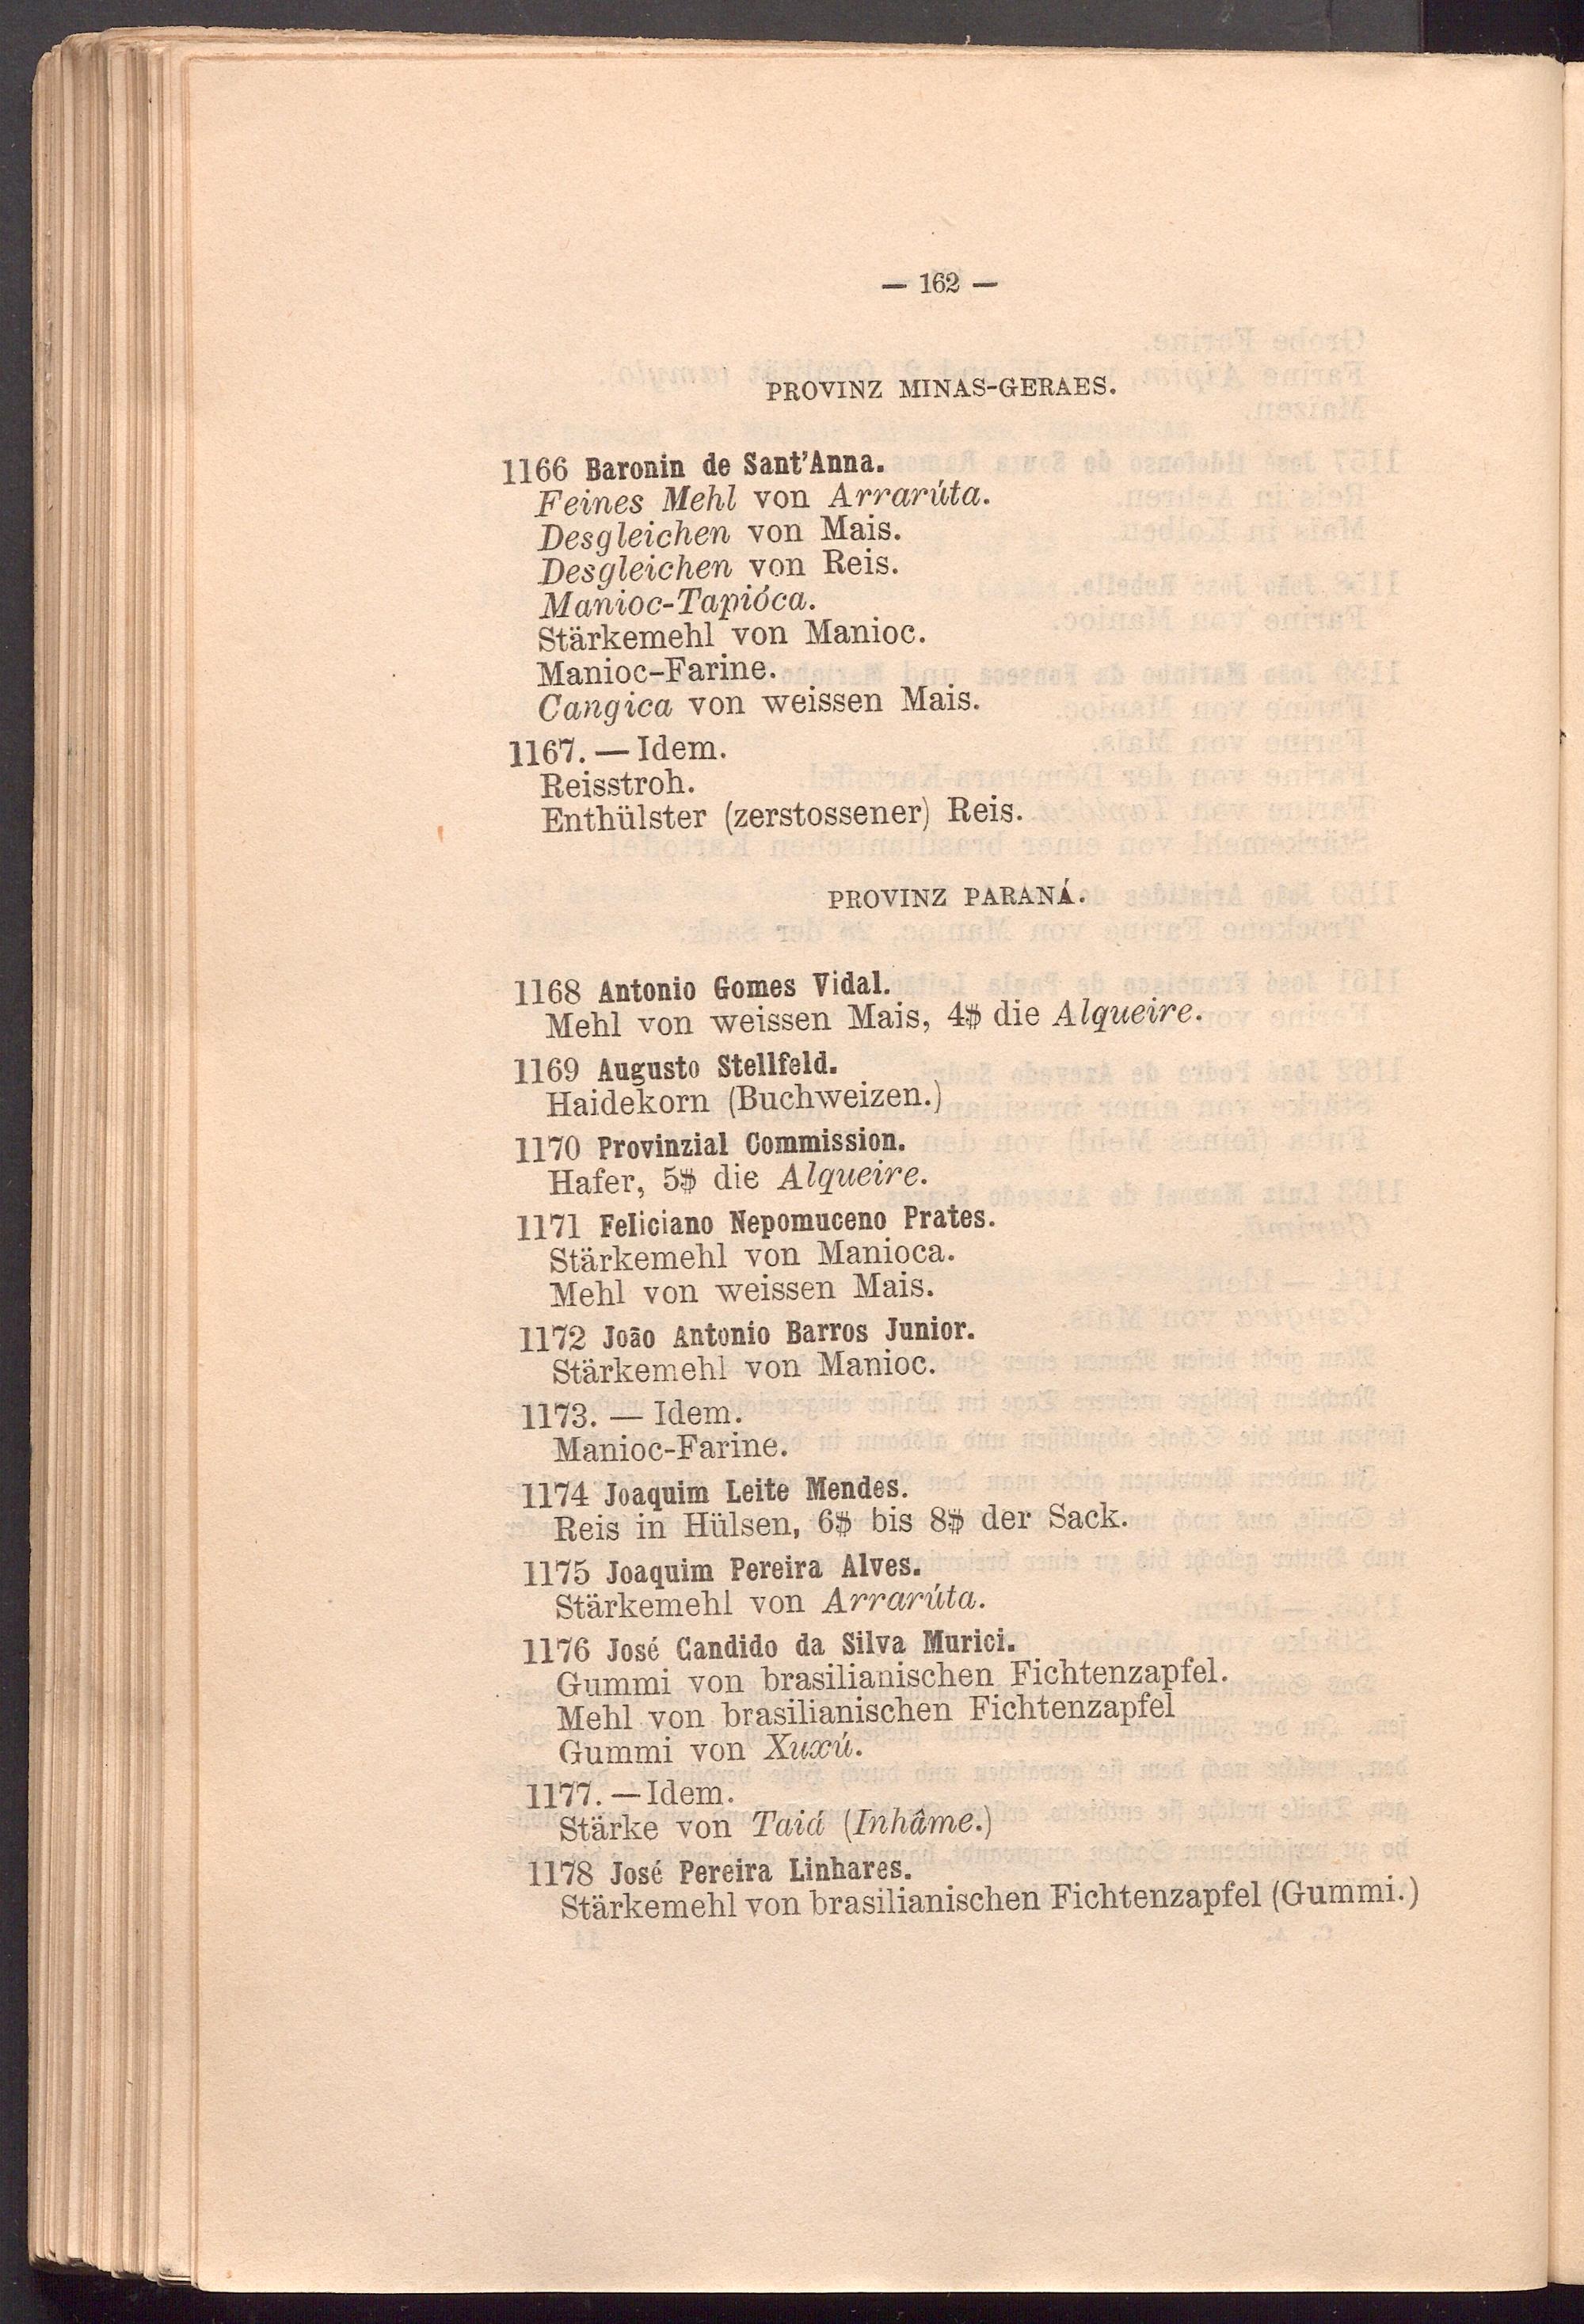 — 162 —
PROVINZ MINAS-GERAES.
1166 Baronin de Sant'Anna.
Feines Mehl von Arrarúta.
Desgleichen von Mais.
Desgleichen von Reis.
Manioc-Tapióca.
Stärkemehl von Manioc.
Manioc-Farine.
Cangica von weissen Mais.
1167. — Idem.
Reisstroh.
Enthülster (zerstossener) Reis.
PROVINZ PARANÁ.
1168 Antonio Gomes Vidal.
Mehl von weissen Mais, 4$ die Alqueire.
1169 Augusto Stellfeld.
Haidekorn (Buchweizen.)
1170 Provinzial Commission.
Hafer, 5$ die Alqueire.
1171 Feliciano Nepomuceno Prates.
Stärkemehl von Manioca.
Mehl von weissen Mais.
1172 João Antonio Barros Junior.
Stärkemehl von Manioc.
1173. — Idem.
Manioc-Farine.
1174 Joaquim Leite Mendes.
Reis in Hülsen, 6$ bis 8$ der Sack.
1175 Joaquim Pereira Alves.
Stärkemehl von Arrarúta.
1176 José Candido da Silva Murici.
Gummi von brasilianischen Fichtenzapfel.
Mehl von brasilianischen Fichtenzapfel
Gummi von Xuxú.
1177. — Idem.
Stärke von Taiá (Inhâme.)
1178 José Pereira Linhares.
Stärkemehl von brasilianischen Fichtenzapfel (Gummi.)